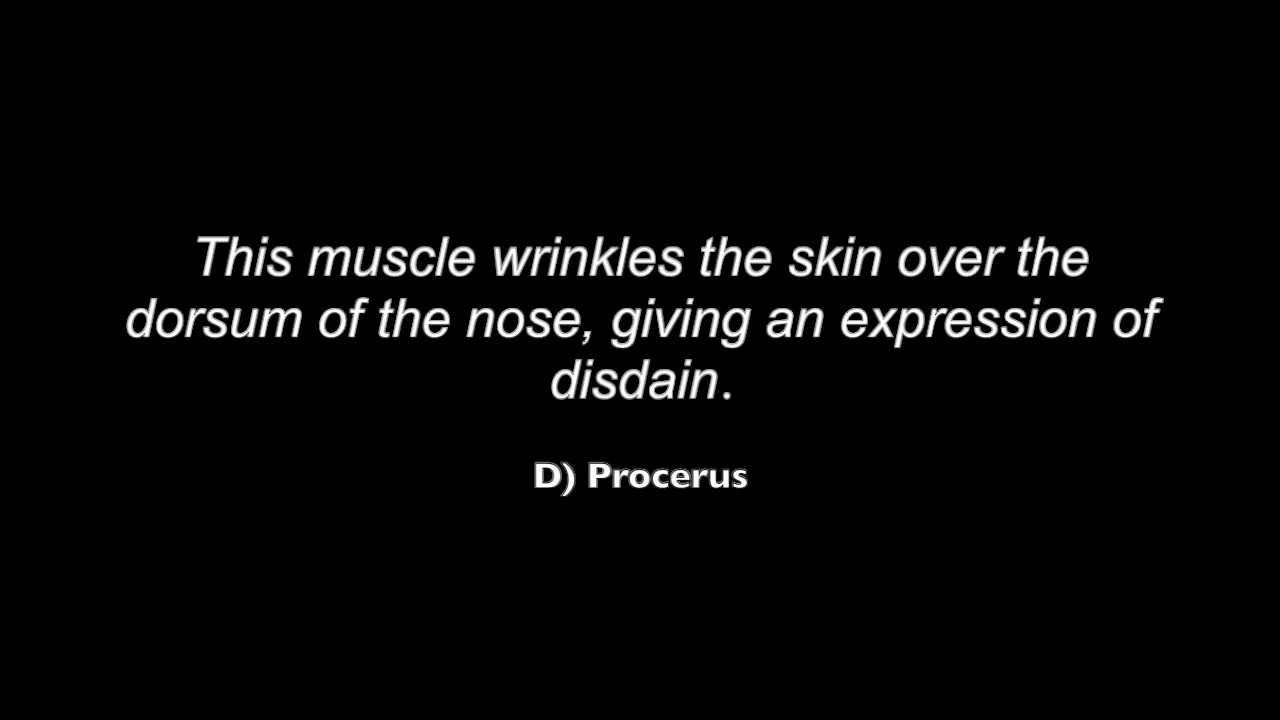 This muscle wrinkles the skin over the
dorsum of the nose, giving an expression of
disdain.
D) Procerus